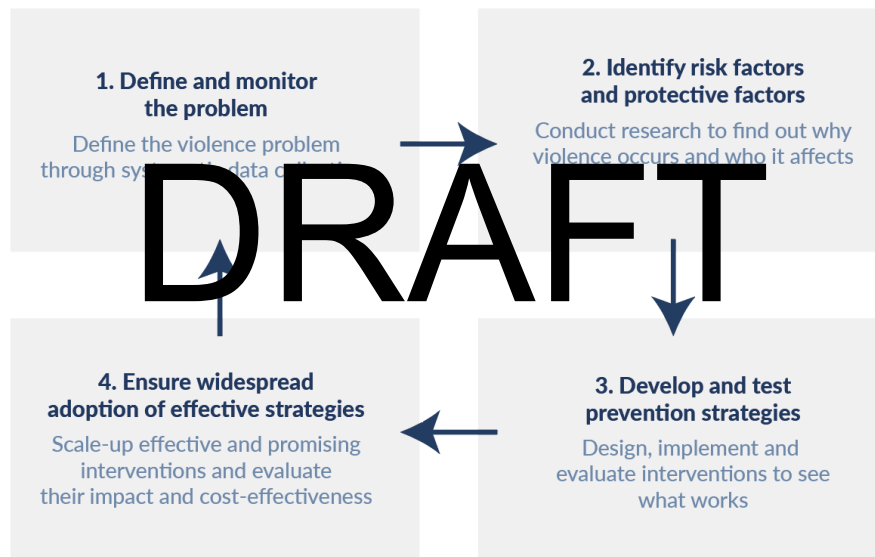 1. Define and monitor
the problem
Define the violence problem
through data
2. Identify risk factors
and protective factors
Conduct research to find out why
violence occurs and who it affects
DRAFT
4. Ensure widespread
adoption of effective strategies
Scale-up effective and promising
interventions and evaluate
their impact and cost-effectiveness
3. Develop and test
prevention strategies
Design, implement and
evaluate interventions to see
what works